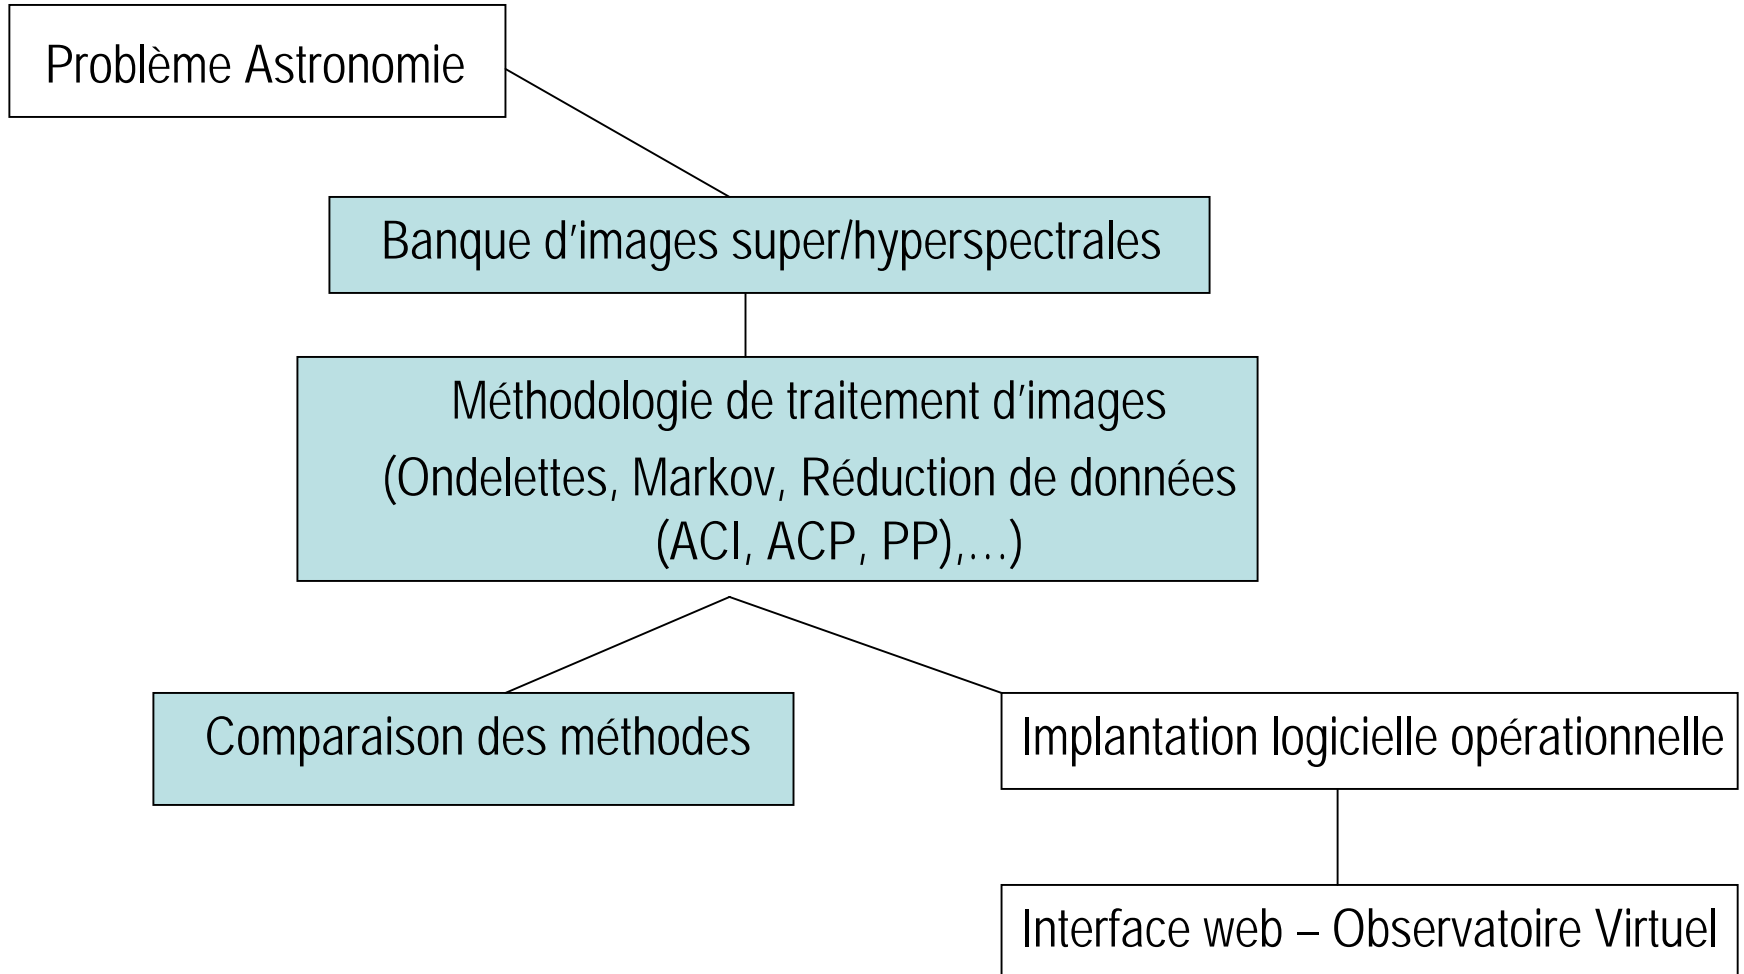 Problème Astronomie
Banque d'images super/hyperspectrales
Méthodologie de traitement d'images
(Ondelettes, Markov, Réduction de données
(ACI, ACP, PP),…)
Comparaison des méthodes
Implantation logicielle opérationnelle
Interface web – Observatoire Virtuel